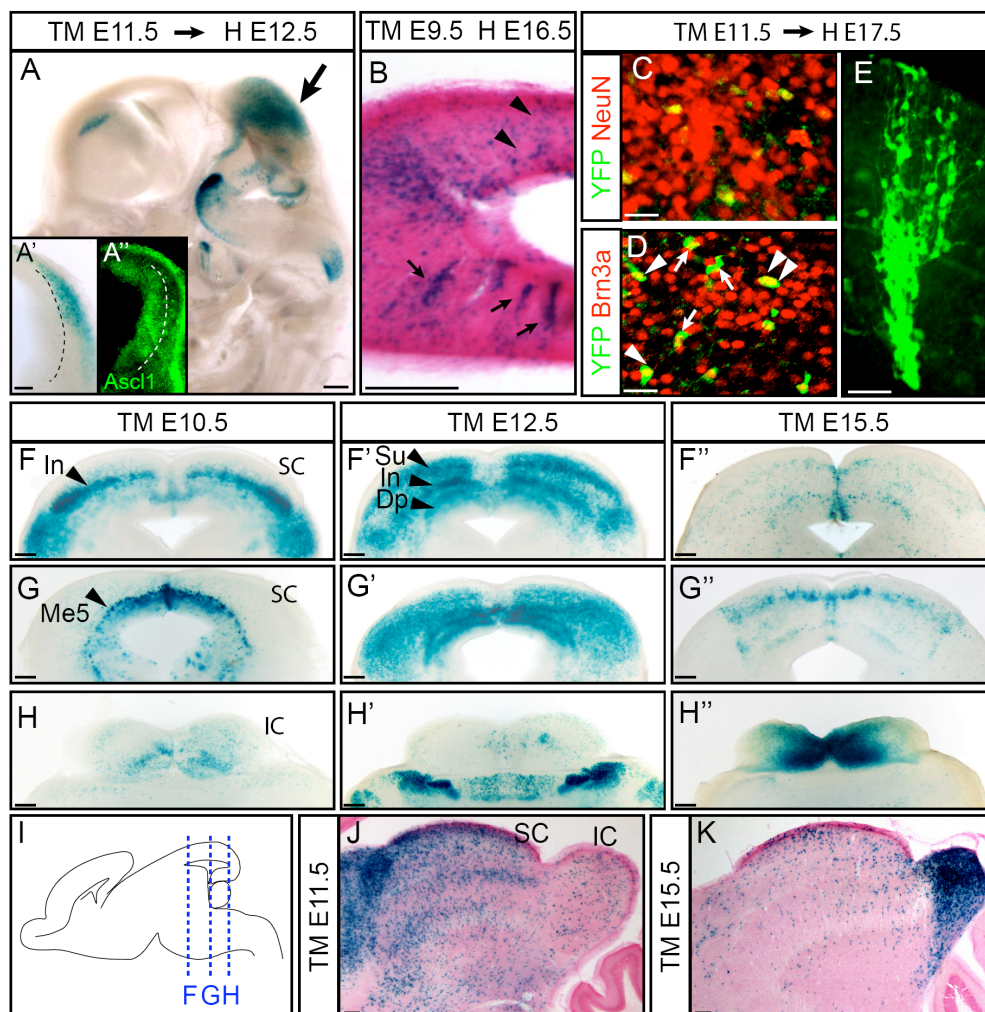 TM E11.5 → H E12.5
TM E9.5 H E16.5
TM E11.5 → H E17.5
A
B
C
YFP NeuN
E
A'
A"
Ascl1
D
YFP Brn3a
TM E10.5
TM E12.5
TM E15.5
F
In
SC
F'
Su
In
Dp
F"
G
Me5
SC
G'
G"
H
IC
H'
H"
I
F G H
TM E11.5
J
SC
IC
TM E15.5
K